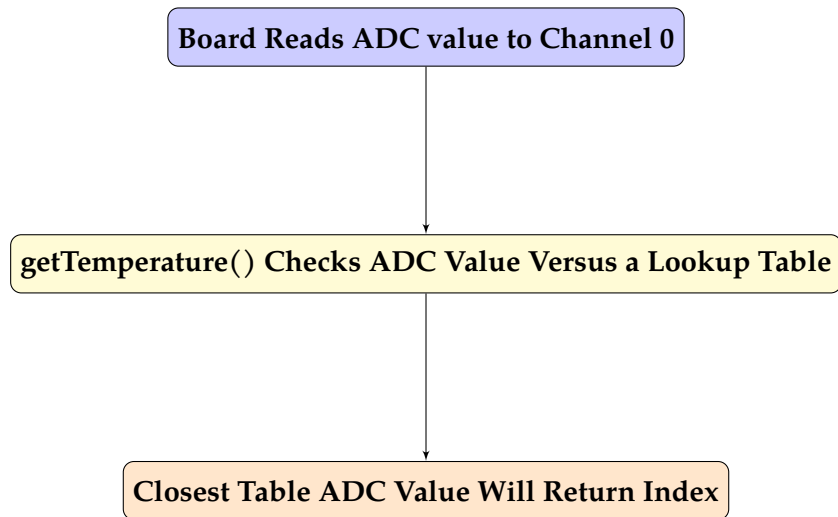 Board Reads ADC value to Channel 0
getTemperature() Checks ADC Value Versus a Lookup Table
Closest Table ADC Value Will Return Index